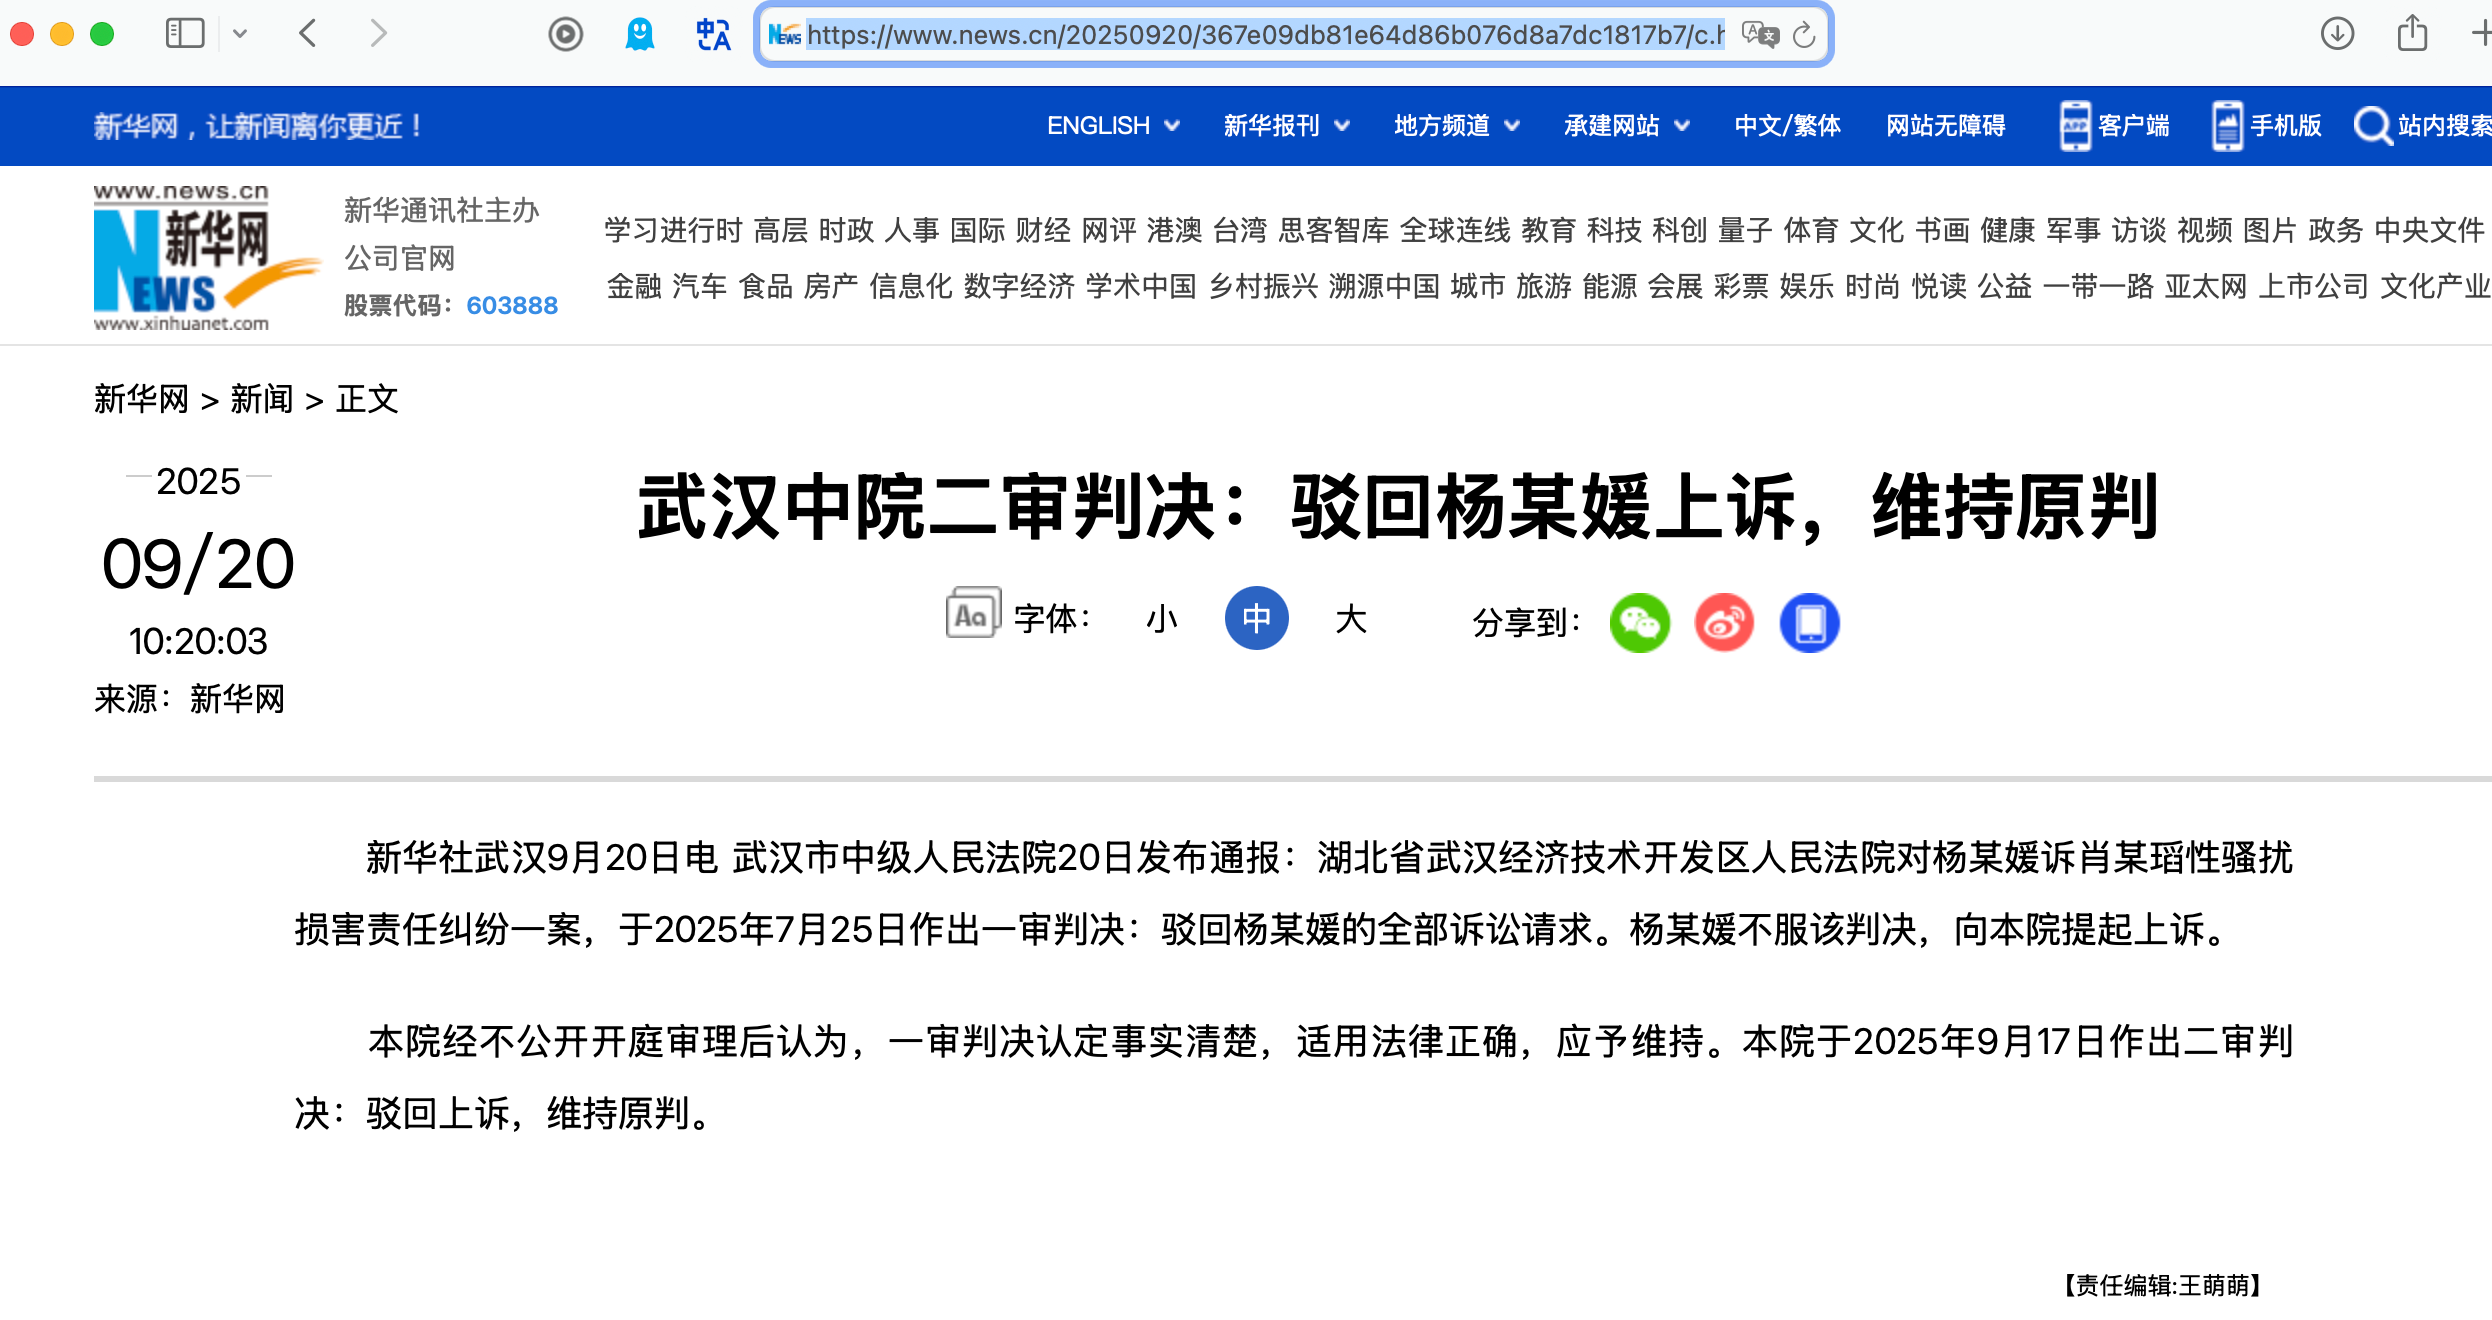 https://www.news.cn/20250920/367e09db81e64d86b076d8a7dc1817b7/c.h
新华网，让新闻离你更近！ ENGLISH 新华报刊 地方频道 承建网站 中文/繁体 网站无障碍 APP 客户端 手机版 站内搜索
www.news.cn
新华网
NEWS
www.xinhuanet.com
新华通讯社主办
公司官网
股票代码：603888
学习进行时 高层 时政 人事 国际 财经 网评 港澳 台湾 思客智库 全球连线 教育 科技 科创 量子 体育 文化 书画 健康 军事 访谈 视频 图片 政务 中央文件
金融 汽车 食品 房产 信息化 数字经济 学术中国 乡村振兴 溯源中国 城市 旅游 能源 会展 彩票 娱乐 时尚 悦读 公益 一带一路 亚太网 上市公司 文化产业
新华网 > 新闻 > 正文
2025
09/20
10:20:03
来源：新华网
武汉中院二审判决：驳回杨某媛上诉，维持原判
Aa 字体： 小 中 大 分享到：
新华社武汉9月20日电 武汉市中级人民法院20日发布通报：湖北省武汉经济技术开发区人民法院对杨某媛诉肖某瑫性骚扰
损害责任纠纷一案，于2025年7月25日作出一审判决：驳回杨某媛的全部诉讼请求。杨某媛不服该判决，向本院提起上诉。
本院经不公开开庭审理后认为，一审判决认定事实清楚，适用法律正确，应予维持。本院于2025年9月17日作出二审判
决：驳回上诉，维持原判。
【责任编辑:王萌萌】